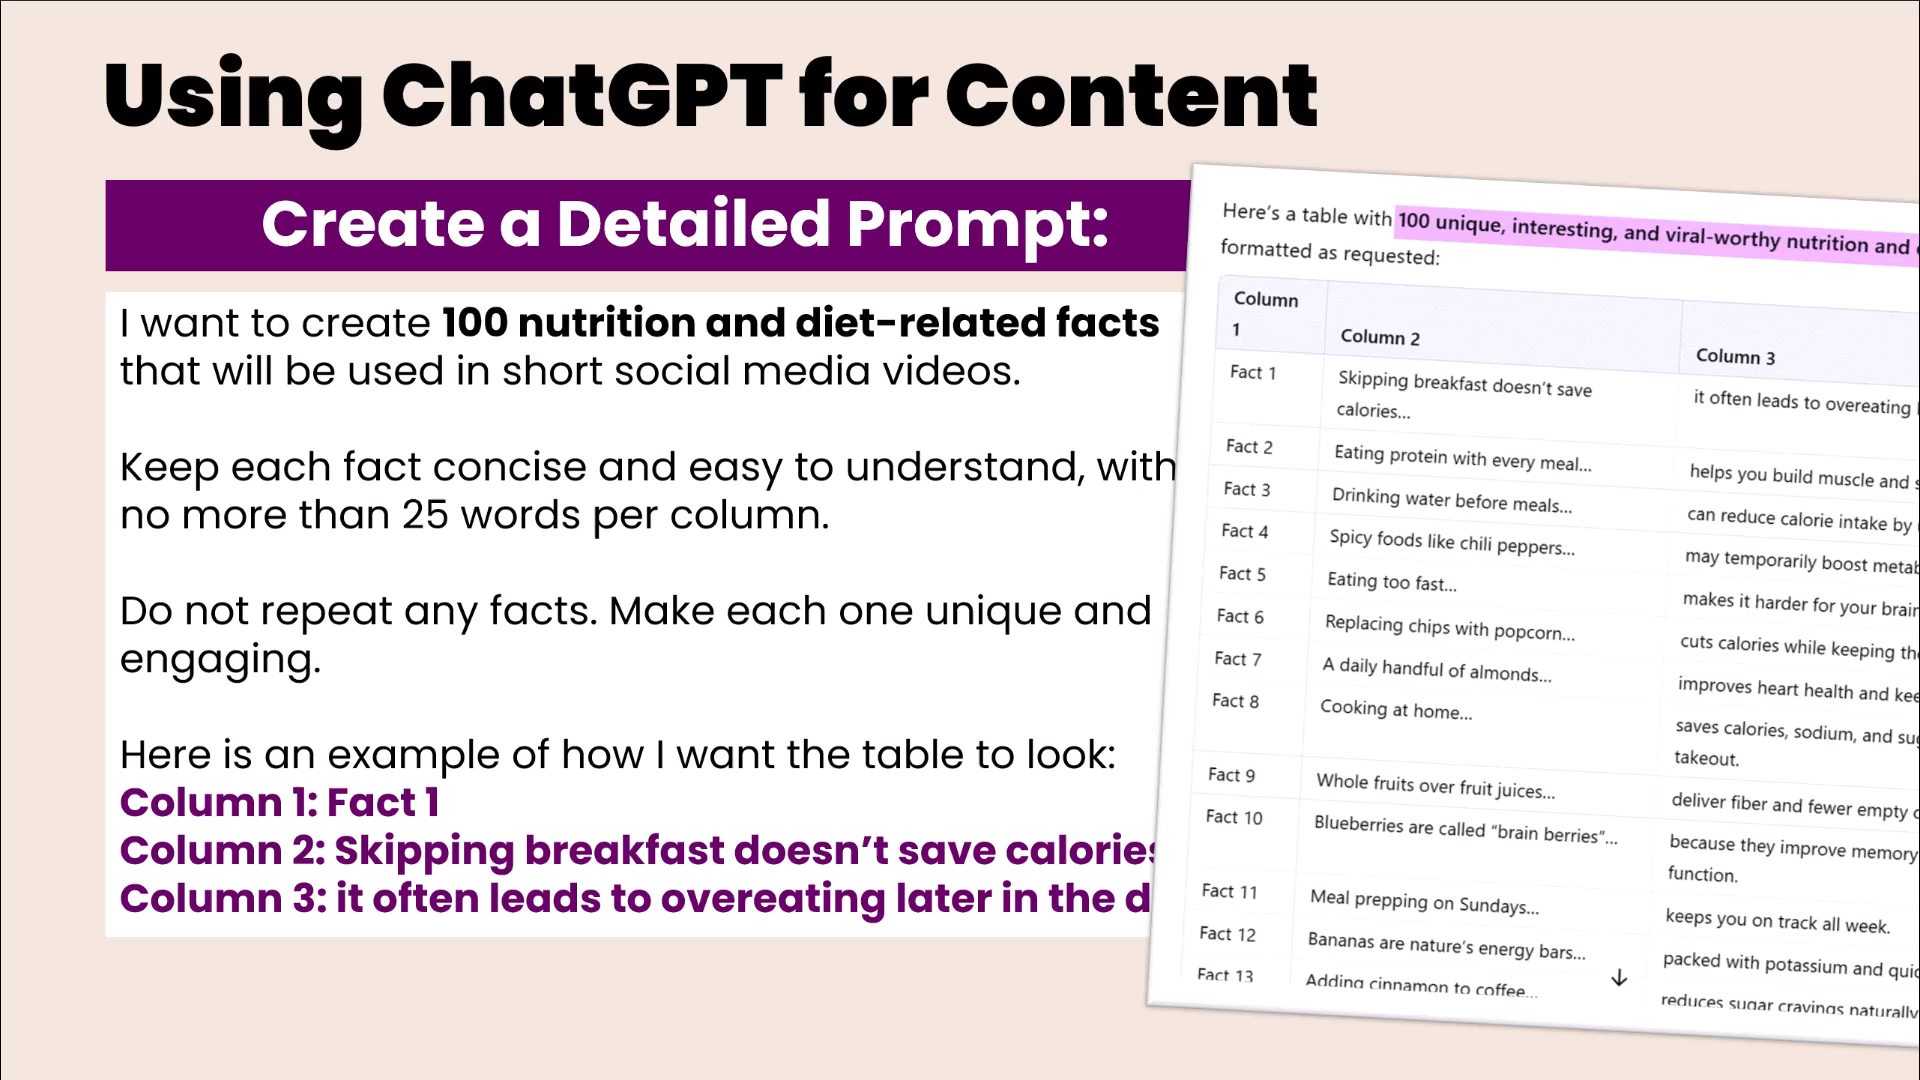 Using ChatGPT for Content
Create a Detailed Prompt:
I want to create 100 nutrition and diet-related facts
that will be used in short social media videos.
Keep each fact concise and easy to understand, with
no more than 25 words per column.
Do not repeat any facts. Make each one unique and
engaging.
Here is an example of how I want the table to look:
Column 1: Fact 1
Column 2: Skipping breakfast doesn't save
Column 3: it often leads to overeating later in the
Here's a table with 100 unique, interesting, and viral-worthy nutrition and
formatted as requested:
Column
1
Column 2
Column 3
Fact 1
Skipping breakfast doesn't save
calories...
it often leads to overeating
Fact 2
Eating protein with every meal...
helps you build muscle and
Fact 3
Drinking water before meals...
can reduce calorie intake by
Fact 4
Spicy foods like chili peppers...
may temporarily boost
Fact 5
Eating too fast...
makes it harder for your brain
Fact 6
Replacing chips with popcorn...
cuts calories while keeping
Fact 7
A daily handful of almonds...
improves heart health and
Fact 8
Cooking at home...
saves calories, sodium, and
takeout.
Fact 9
Whole fruits over fruit juices...
deliver fiber and fewer empty
Fact 10
Blueberries are called "brain berries"...
because they improve memory
function.
Fact 11
Meal prepping on Sundays...
keeps you on track all week.
Fact 12
Bananas are nature's energy bars...
packed with potassium and
Fact 13
Adding cinnamon to coffee...
reduces sugar cravings naturally